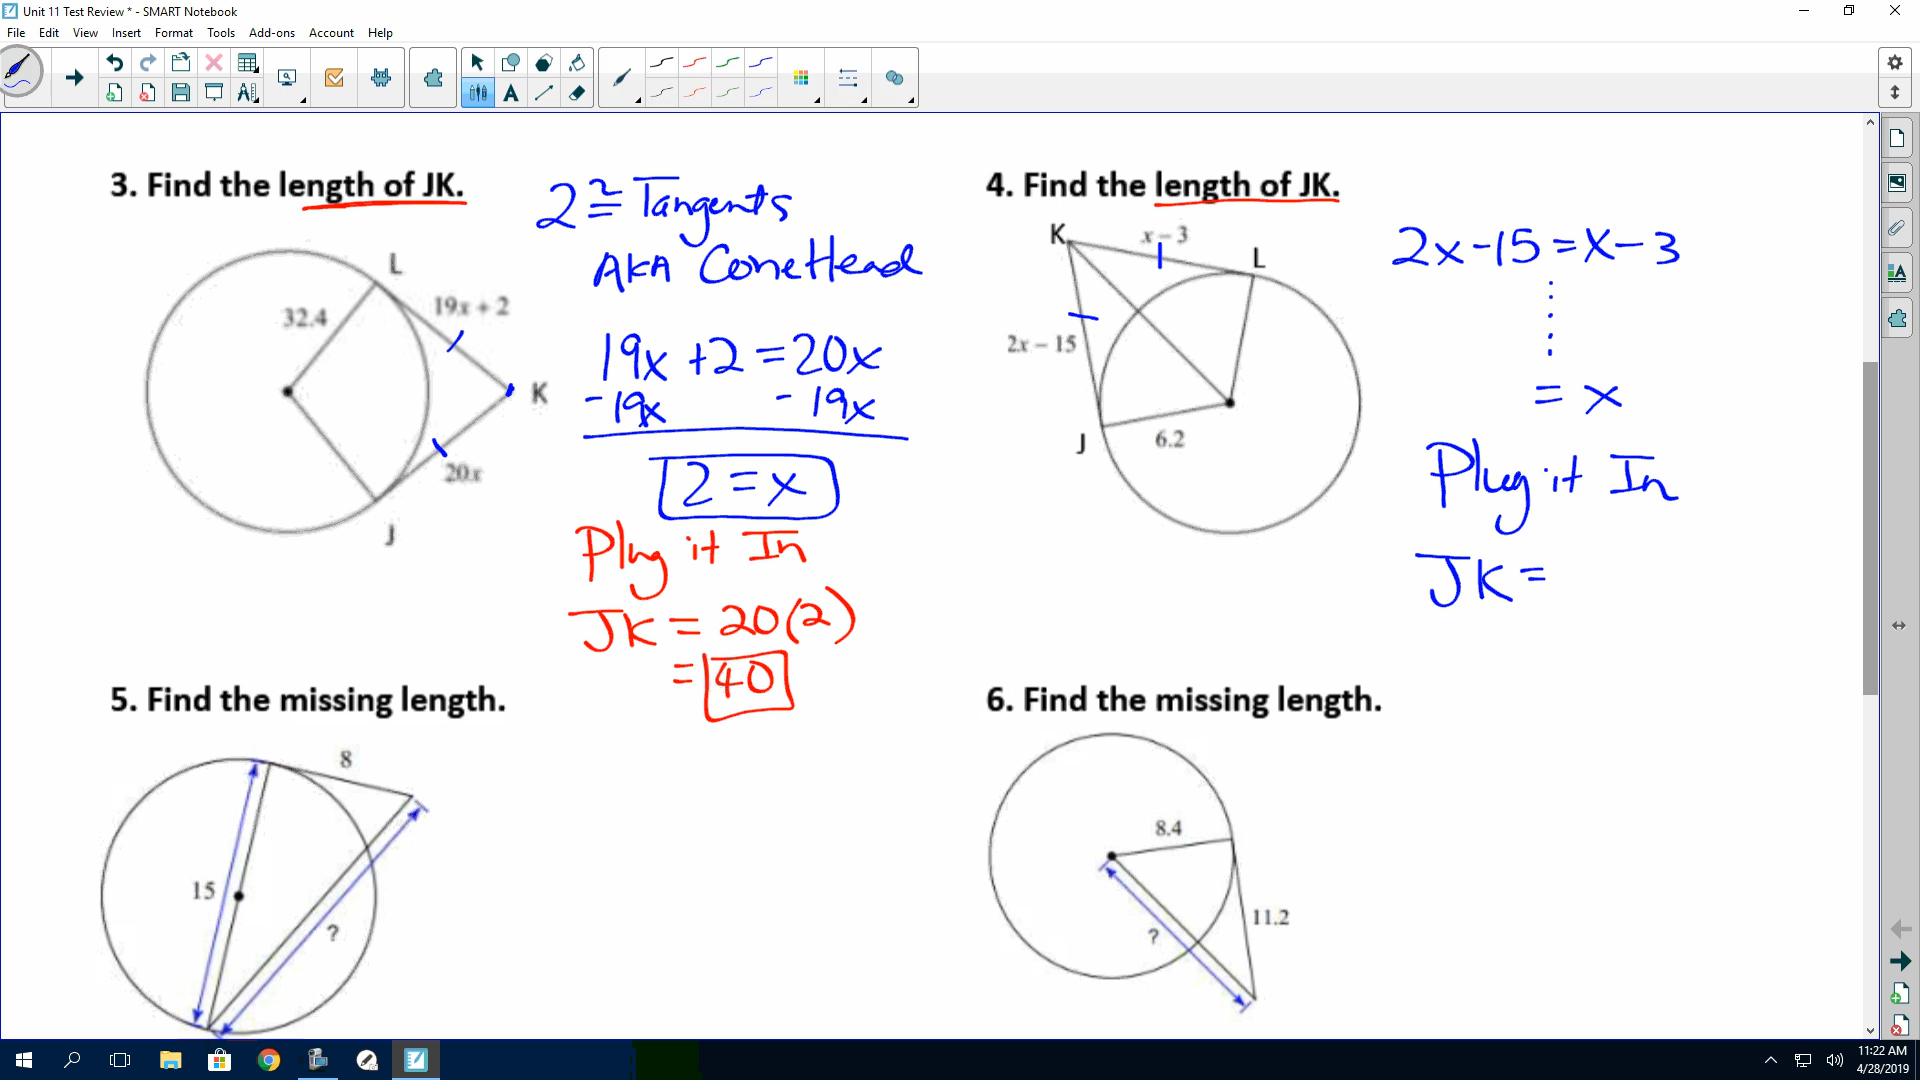 Unit 11 Test Review * - SMART Notebook
File Edit View Insert Format Tools Add-ons Account Help
3. Find the length of JK.
2 ≅ Tangents
AKA ConeHead
L
32.4
19x + 2
K
20x
J
19x + 2 = 20x
- 19x - 19x
2 = x
Plug it In
JK = 20(2)
= 40
4. Find the length of JK.
K
x – 3
L
2x – 15
J
6.2
2x - 15 = x - 3
= x
Plug it In
JK =
5. Find the missing length.
8
15
?
6. Find the missing length.
8.4
11.2
?
11:22 AM
4/28/2019